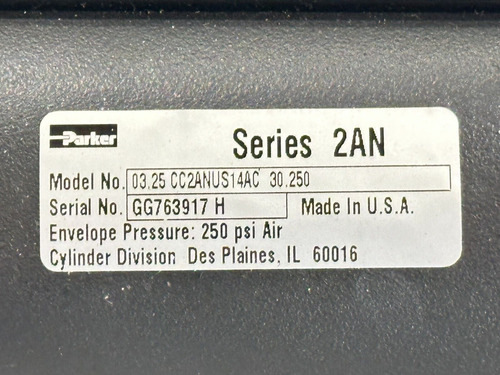 Parker Series 2AN
Model No. 03.25 CC2ANUS14AC 30.250
Serial No. GG763917 H Made In U.S.A.
Envelope Pressure: 250 psi Air
Cylinder Division Des Plaines, IL 60016